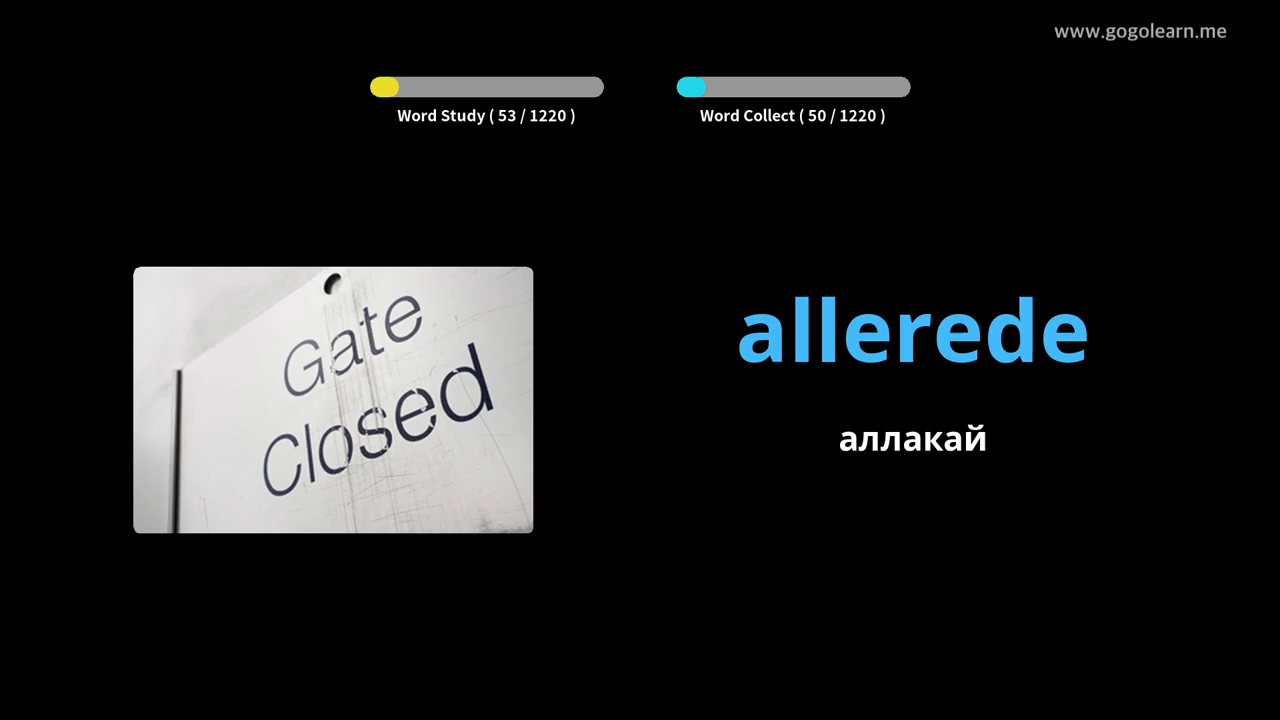 www.gogolearn.me
Word Study ( 53 / 1220 )
Word Collect ( 50 / 1220 )
Gate
Closed
allerede
аллакай